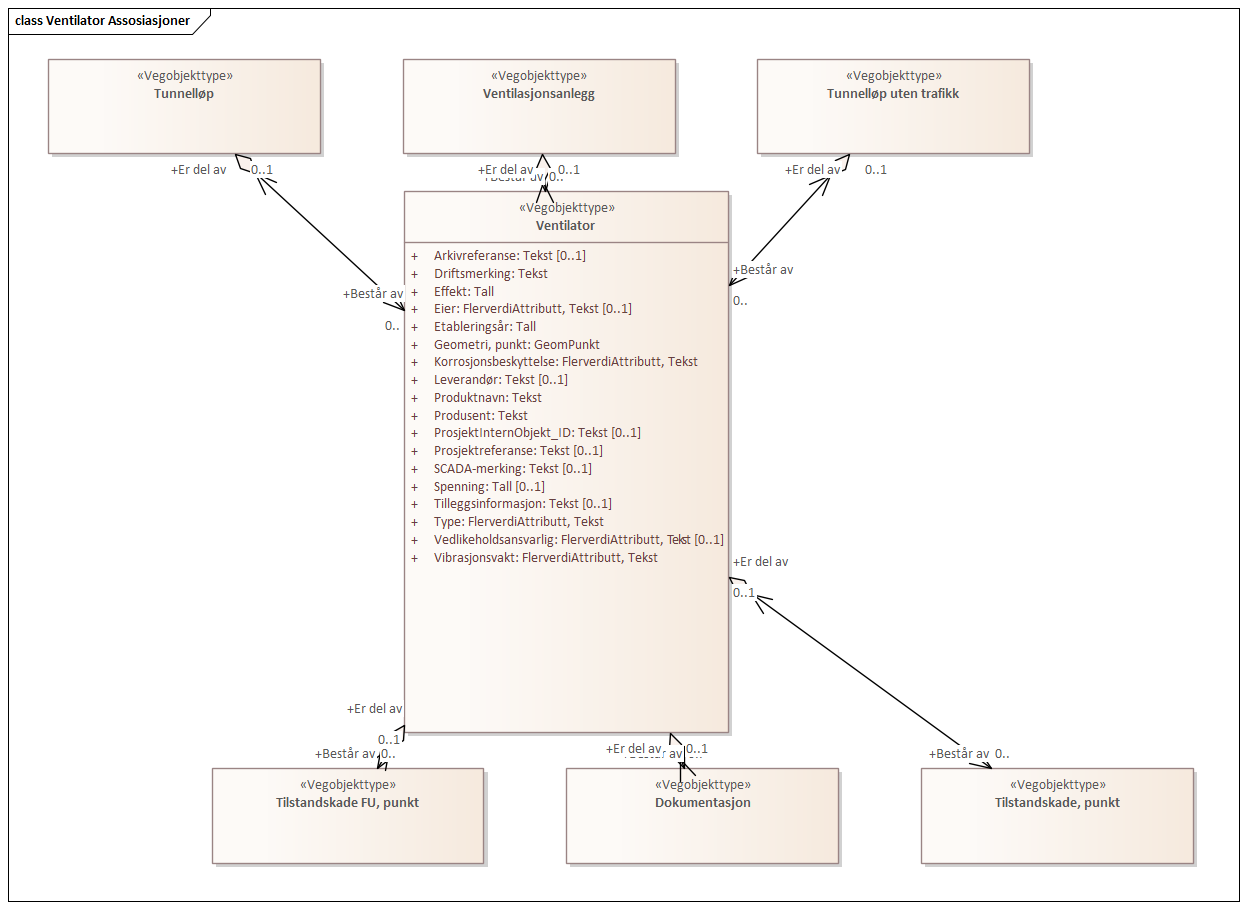 class Ventilator Assosiasjoner
«Vegobjekttype»
Tunnelløp
«Vegobjekttype»
Ventilasjonsanlegg
«Vegobjekttype»
Tunnelløp uten trafikk
+Er del av
0..1
+Er del av
0..1
+Består av
0..
+Er del av
0..1
«Vegobjekttype»
Ventilator
+Består av
0..
+Består av
0..
+ Arkivreferanse: Tekst [0..1]
+ Driftsmerking: Tekst
+ Effekt: Tall
+ Eier: FlerverdiAttributt, Tekst [0..1]
+ Etableringsår: Tall
+ Geometri, punkt: GeomPunkt
+ Korrosjonsbeskyttelse: FlerverdiAttributt, Tekst
+ Leverandør: Tekst [0..1]
+ Produktnavn: Tekst
+ Produsent: Tekst
+ ProsjektInternObjekt_ID: Tekst [0..1]
+ Prosjektreferanse: Tekst [0..1]
+ SCADA-merking: Tekst [0..1]
+ Spenning: Tall [0..1]
+ Tilleggsinformasjon: Tekst [0..1]
+ Type: FlerverdiAttributt, Tekst
+ Vedlikeholdsansvarlig: FlerverdiAttributt, Tekst [0..1]
+ Vibrasjonsvakt: FlerverdiAttributt, Tekst
+Er del av
0..1
+Er del av
0..1
+Består av
0..
+Er del av
0..1
+Består av
0..
«Vegobjekttype»
Tilstandskade FU, punkt
«Vegobjekttype»
Dokumentasjon
«Vegobjekttype»
Tilstandskade, punkt